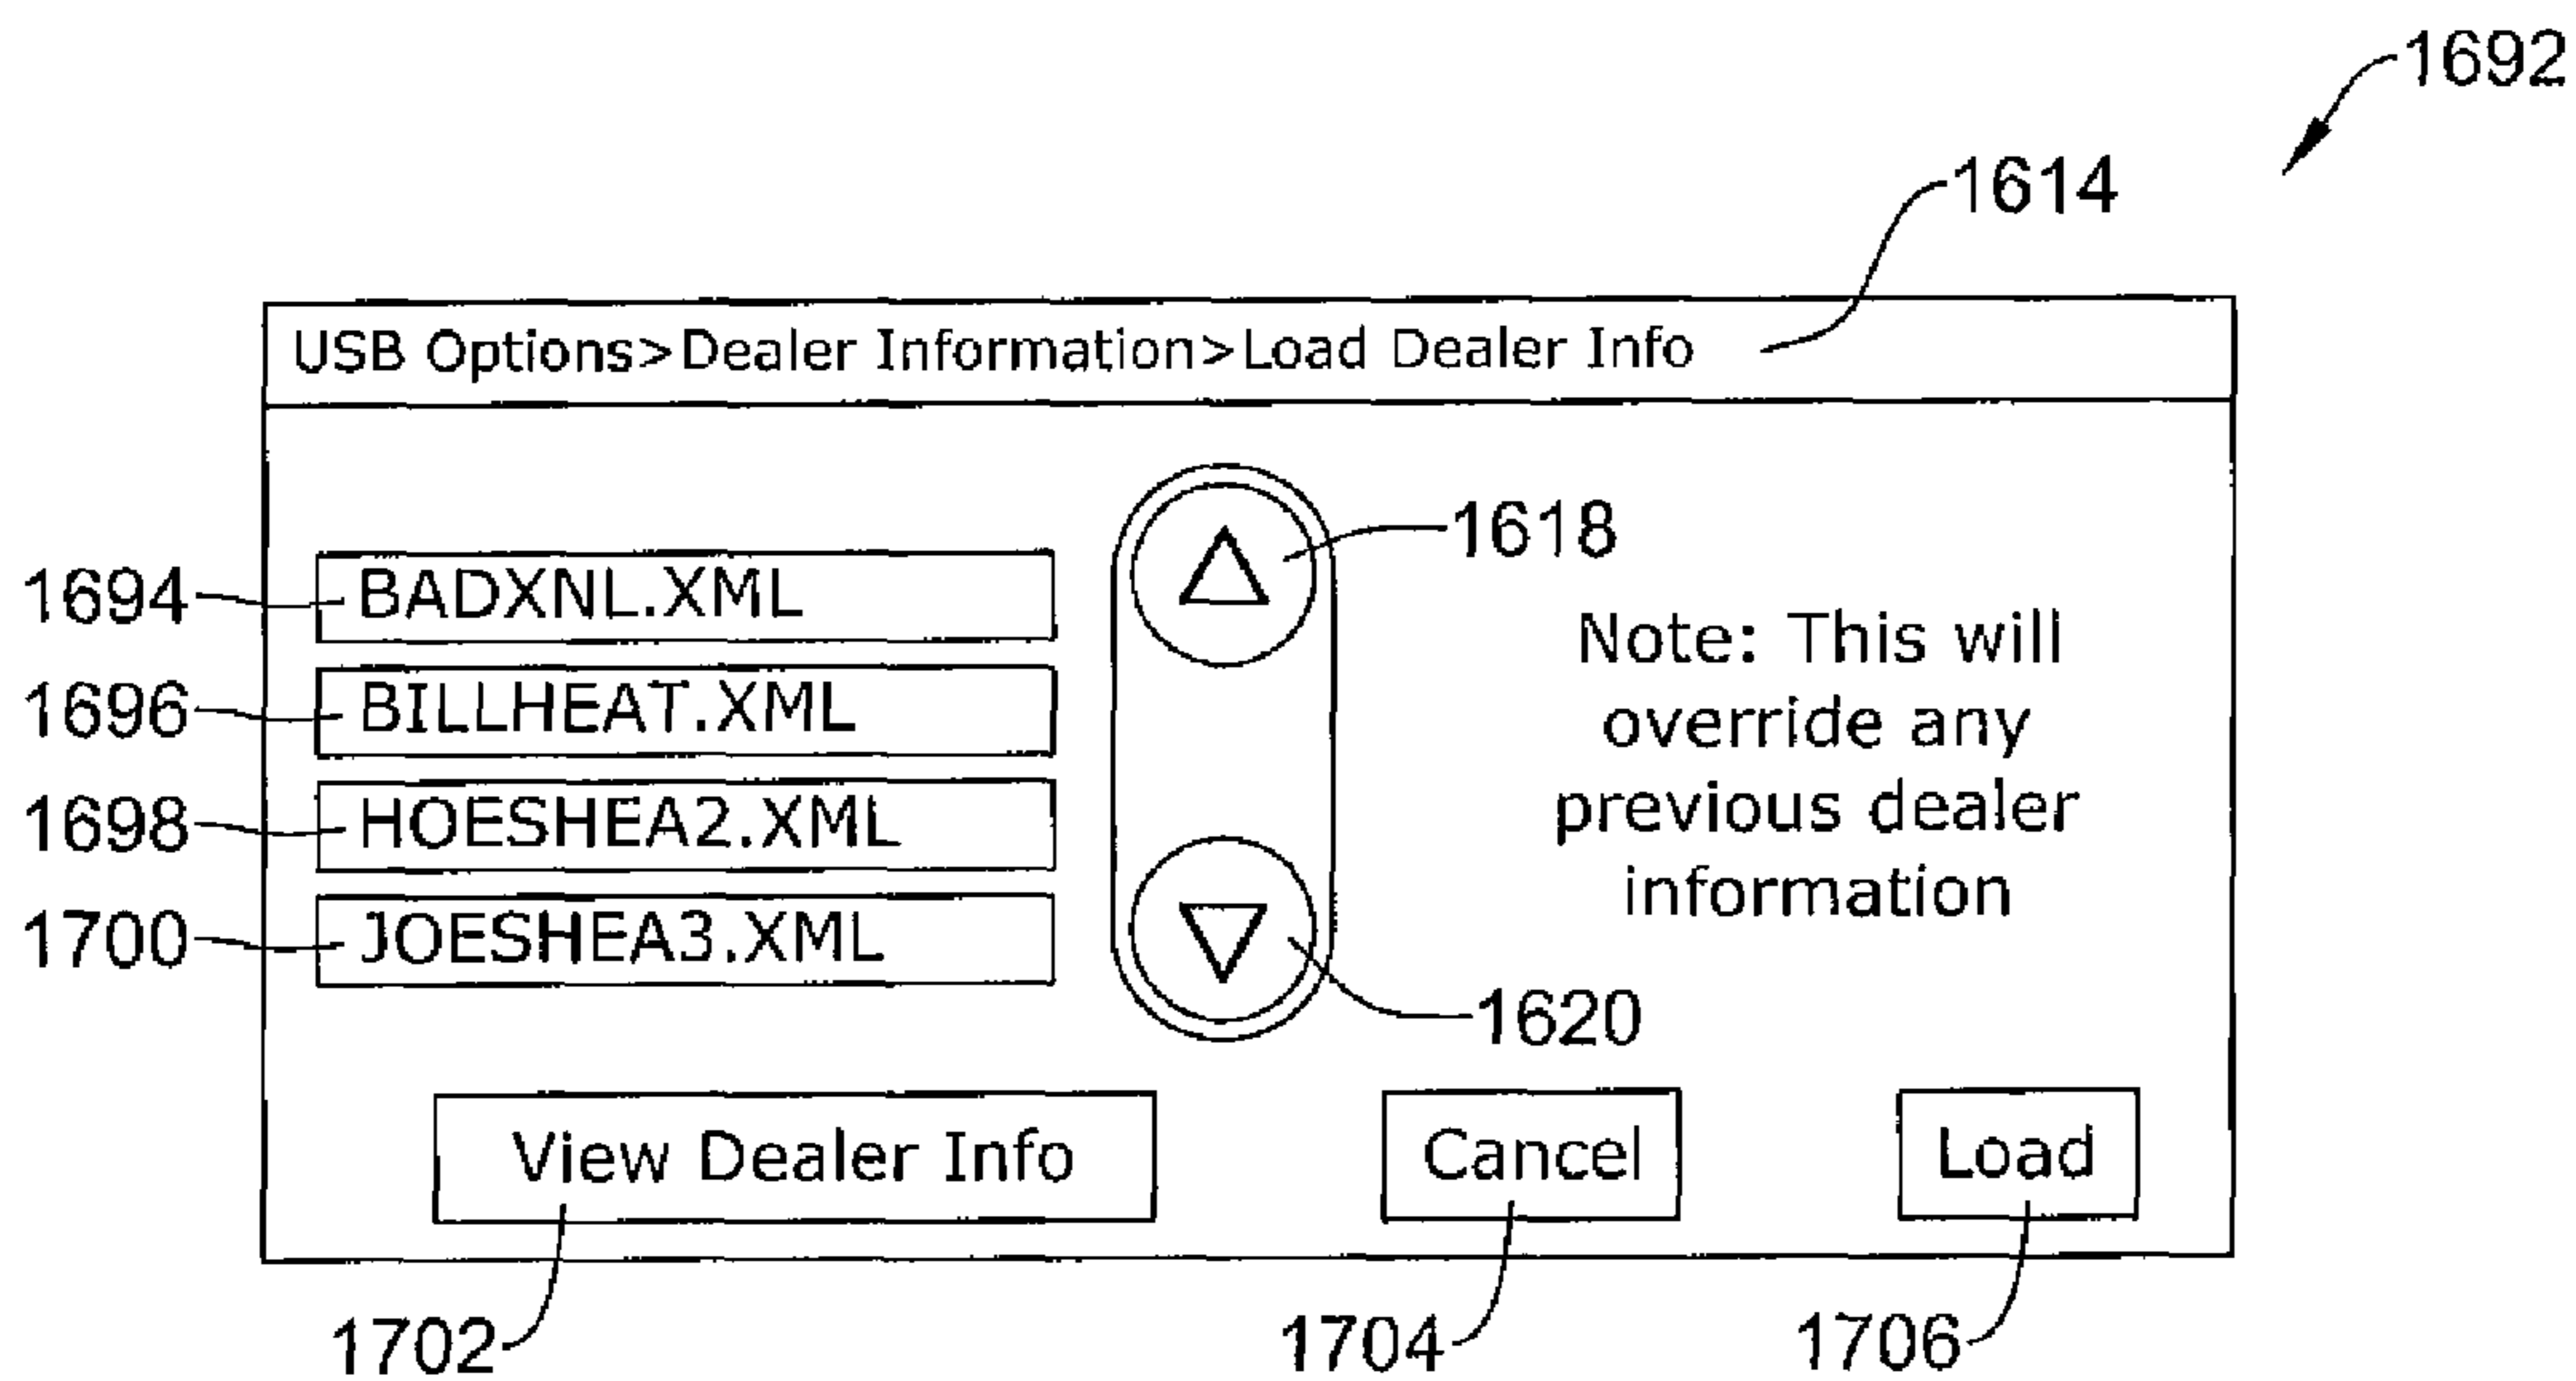 1692
1614
USB Options>Dealer Information>Load Dealer Info
1618
1694 BADXNL.XML
1696 BILLHEAT.XML
1698 HOESHEA2.XML
1700 JOESHEA3.XML
Note: This will
override any
previous dealer
information
1620
View Dealer Info
Cancel
Load
1702
1704
1706